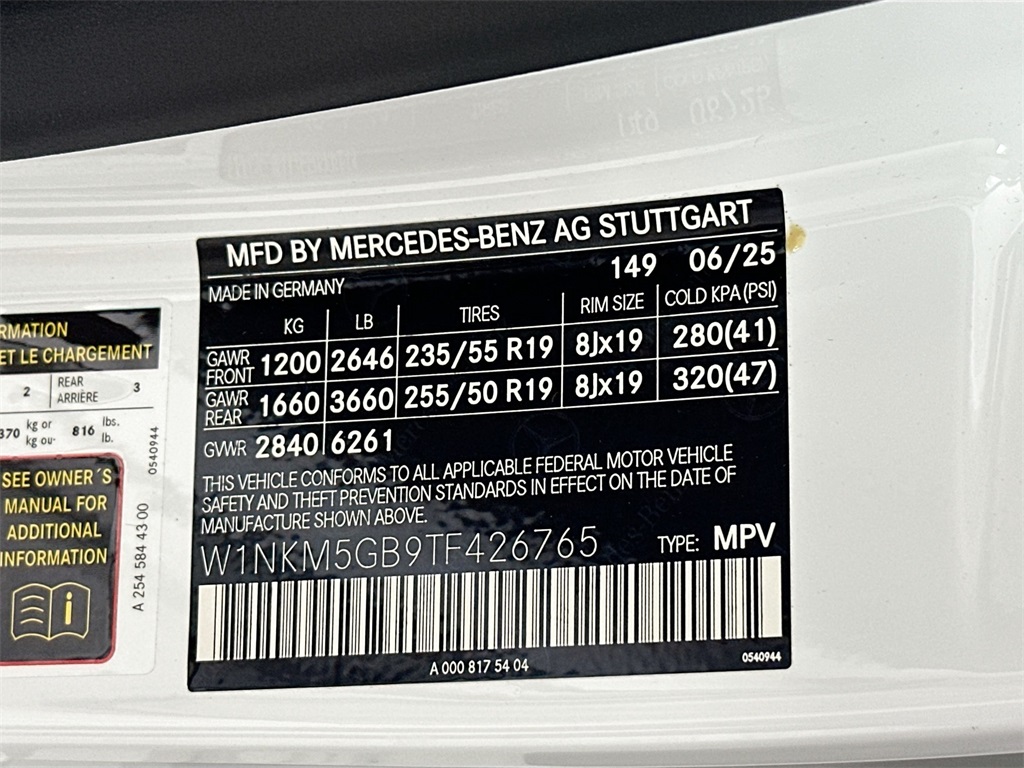 MFD BY MERCEDES-BENZ AG STUTTGART
149 06/25
MADE IN GERMANY
KG LB TIRES RIM SIZE COLD KPA (PSI)
GAWR FRONT 1200 2646 235/55 R19 8Jx19 280(41)
GAWR REAR 1660 3660 255/50 R19 8Jx19 320(47)
GVWR 2840 6261
THIS VEHICLE CONFORMS TO ALL APPLICABLE FEDERAL MOTOR VEHICLE
SAFETY AND THEFT PREVENTION STANDARDS IN EFFECT ON THE DATE OF
MANUFACTURE SHOWN ABOVE.
W1NKM5GB9TF426765 TYPE: MPV
A 000 817 54 04
0540944
RMATION
ET LE CHARGEMENT
2 REAR ARRIÈRE 3
370 kg or kg ou 816 lbs. lb.
0540944
SEE OWNER´S
MANUAL FOR
ADDITIONAL
INFORMATION
A 254 584 43 00